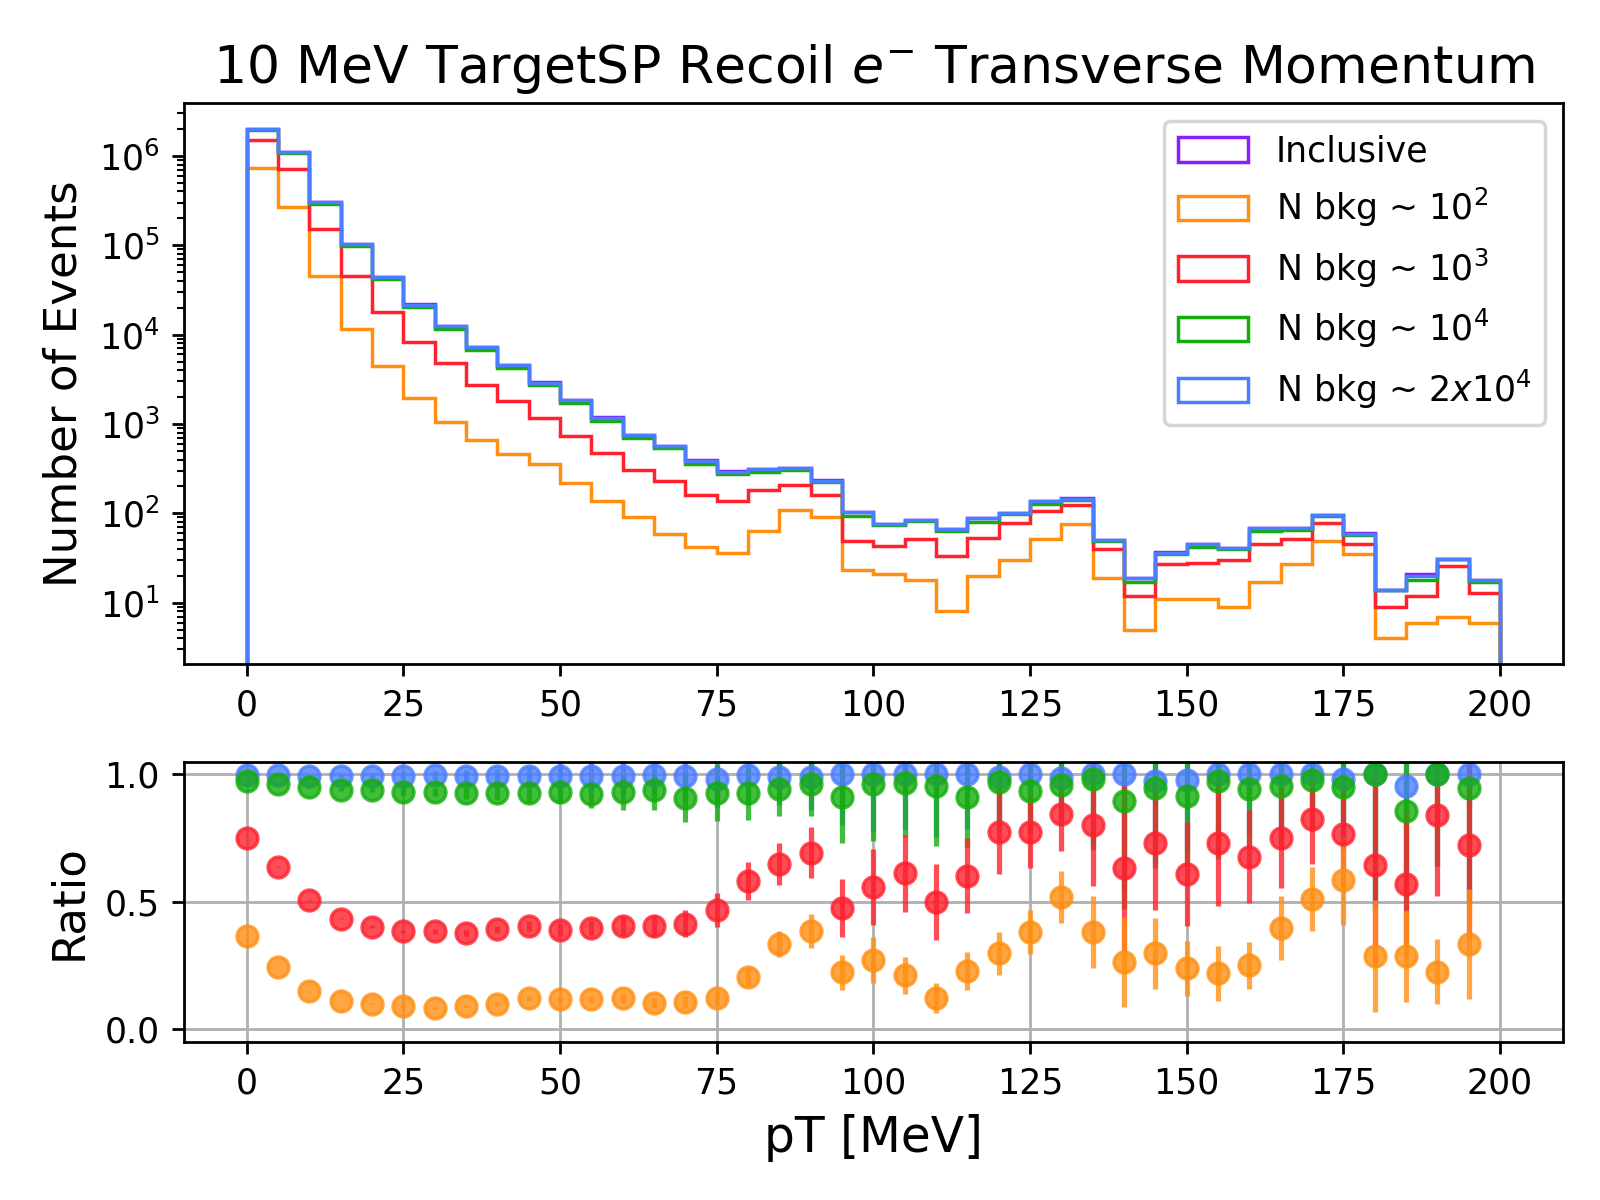 10 MeV TargetSP Recoil e⁻ Transverse Momentum
Number of Events
10⁶
10⁵
10⁴
10³
10²
10¹
Inclusive
N bkg ~ 10²
N bkg ~ 10³
N bkg ~ 10⁴
N bkg ~ 2x10⁴
0 25 50 75 100 125 150 175 200
Ratio
1.0
0.5
0.0
0 25 50 75 100 125 150 175 200
pT [MeV]